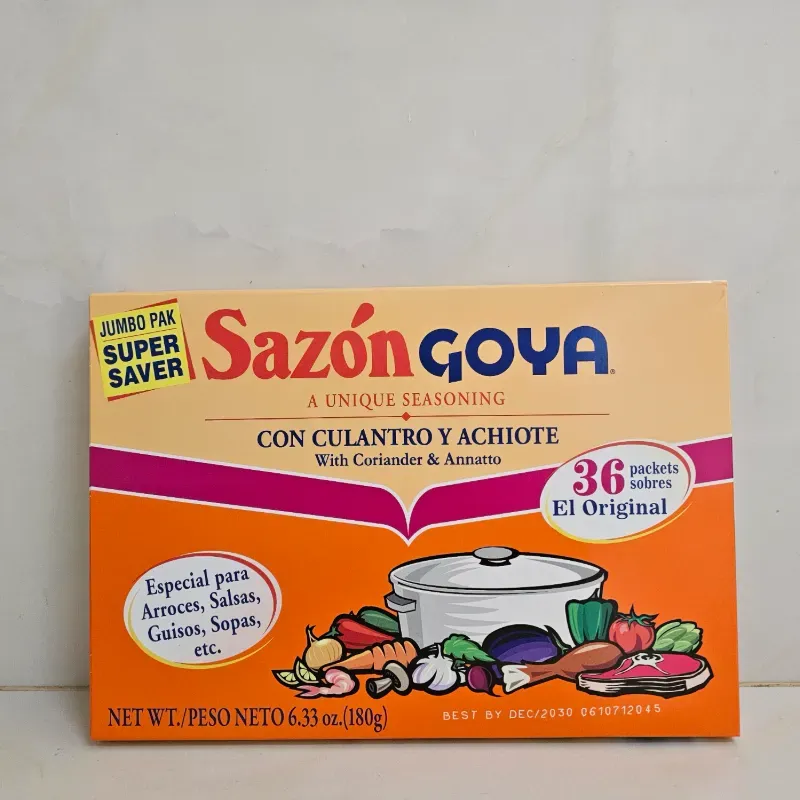 JUMBO PAK
SUPER
SAVER
Sazón GOYA®
A UNIQUE SEASONING
CON CULANTRO Y ACHIOTE
With Coriander & Annatto
36 packets
sobres
El Original
Especial para
Arroces, Salsas,
Guisos, Sopas,
etc.
NET WT./PESO NETO 6.33 oz.(180g)
BEST BY DEC/2030 0610712045